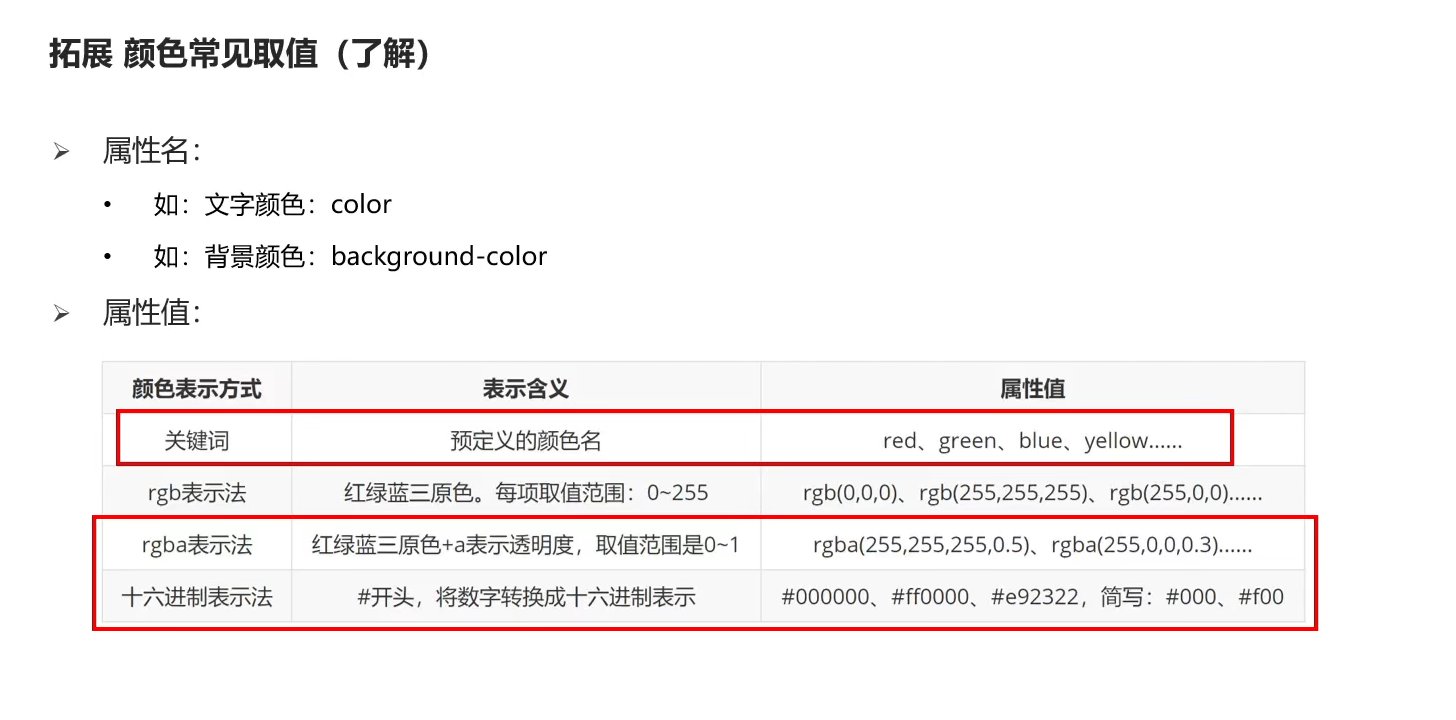 拓展 颜色常见取值（了解）
➢ 属性名：
• 如：文字颜色：color
• 如：背景颜色：background-color
➢ 属性值：
颜色表示方式 表示含义 属性值
关键词 预定义的颜色名 red、green、blue、yellow......
rgb表示法 红绿蓝三原色。每项取值范围：0~255 rgb(0,0,0)、rgb(255,255,255)、rgb(255,0,0)......
rgba表示法 红绿蓝三原色+a表示透明度，取值范围是0~1 rgba(255,255,255,0.5)、rgba(255,0,0,0.3)......
十六进制表示法 #开头，将数字转换成十六进制表示 #000000、#ff0000、#e92322，简写：#000、#f00